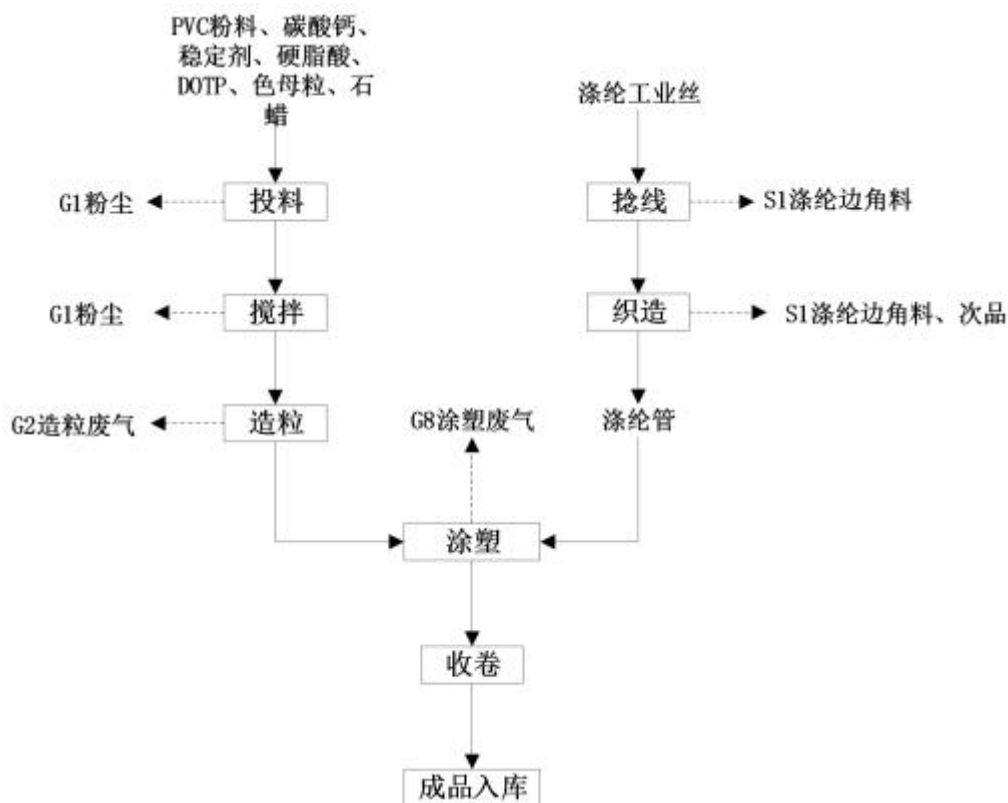 PVC粉料、碳酸钙、
稳定剂、硬脂酸、
DOTP、色母粒、石
蜡
涤纶工业丝
G1粉尘
投料
捻线
S1涤纶边角料
G1粉尘
搅拌
织造
S1涤纶边角料、次品
G2造粒废气
造粒
G8涂塑废气
涤纶管
涂塑
收卷
成品入库